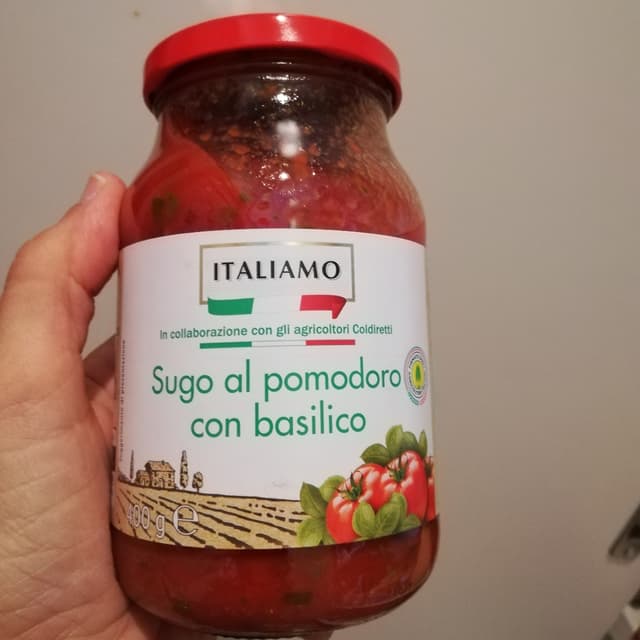 ITALIAMO
In collaborazione con gli agricoltori Coldiretti
Sugo al pomodoro
con basilico
400 g e